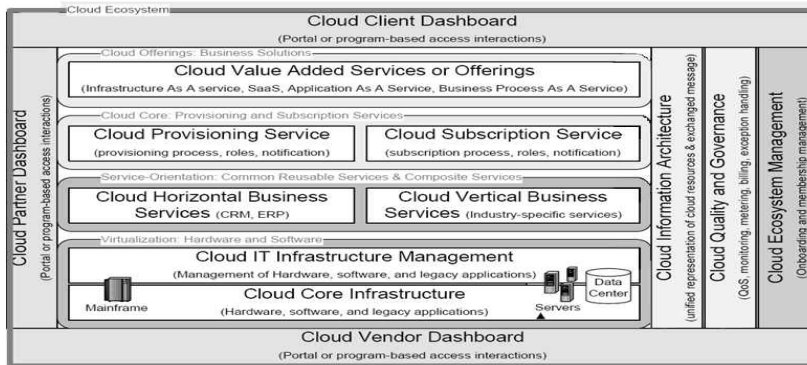 Cloud Ecosystem
Cloud Client Dashboard
(Portal or program-based access interactions)
Cloud Partner Dashboard
(Portal or program-based access interactions)
Cloud Offerings: Business Solutions
Cloud Value Added Services or Offerings
(Infrastructure As A service, SaaS, Application As A Service, Business Process As A Service)
Cloud Core: Provisioning and Subscription Services
Cloud Provisioning Service
(provisioning process, roles, notification)
Cloud Subscription Service
(subscription process, roles, notification)
Service-Orientation: Common Reusable Services & Composite Services
Cloud Horizontal Business
Services (CRM, ERP)
Cloud Vertical Business
Services (Industry-specific services)
Virtualization: Hardware and Software
Cloud IT Infrastructure Management
(Management of Hardware, software, and legacy applications)
Mainframe
Cloud Core Infrastructure
(Hardware, software, and legacy applications)
Servers
Data
Center
Cloud Information Architecture
(unified representation of cloud resources & exchanged message)
Cloud Quality and Governance
(QoS, monitoring, metering, billing, exception handling)
Cloud Ecosystem Management
(Onboarding and membership management)
Cloud Vendor Dashboard
(Portal or program-based access interactions)